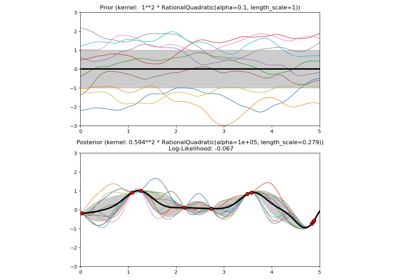 Prior (kernel: 1**2 * RationalQuadratic(alpha=0.1, length_scale=1))
3
2
1
0
−1
−2
−3
0 1 2 3 4 5
Posterior (kernel: 0.594**2 * RationalQuadratic(alpha=1e+05, length_scale=0.279))
Log-Likelihood: -0.067
3
2
1
0
−1
−2
−3
0 1 2 3 4 5